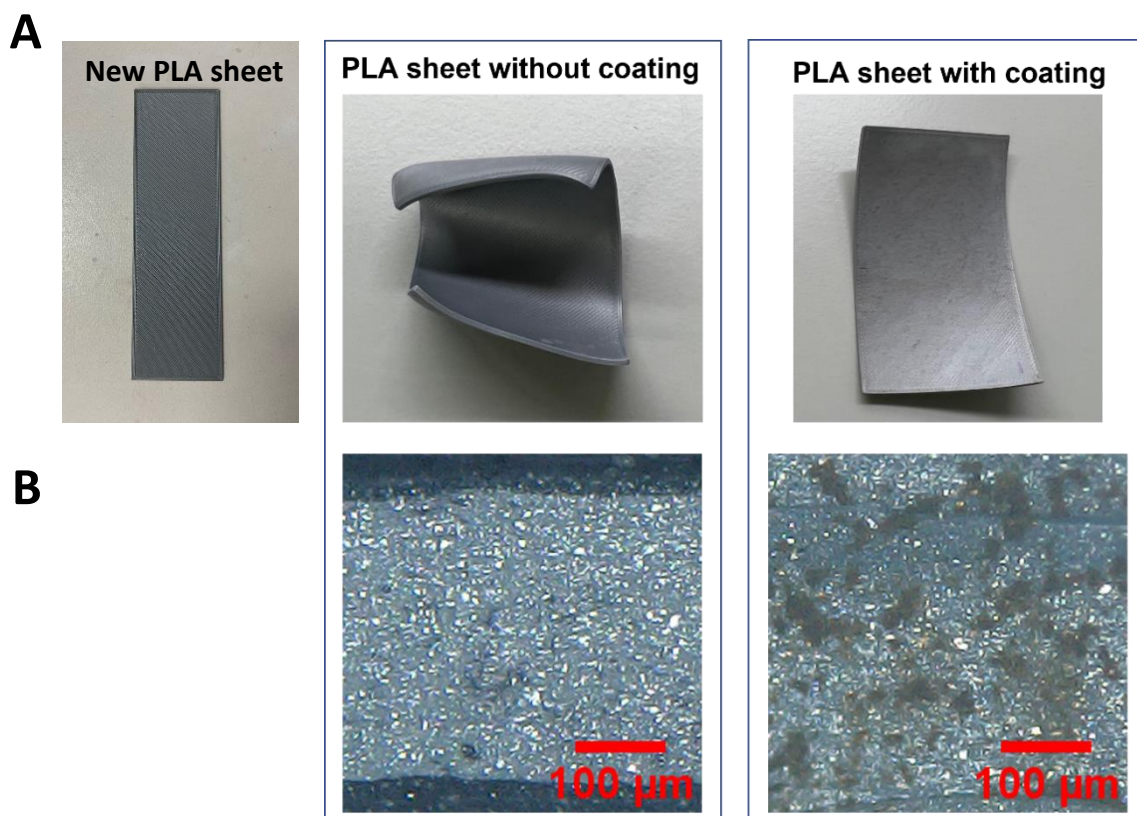 A
New PLA sheet
PLA sheet without coating
PLA sheet with coating
B
100 µm
100 µm